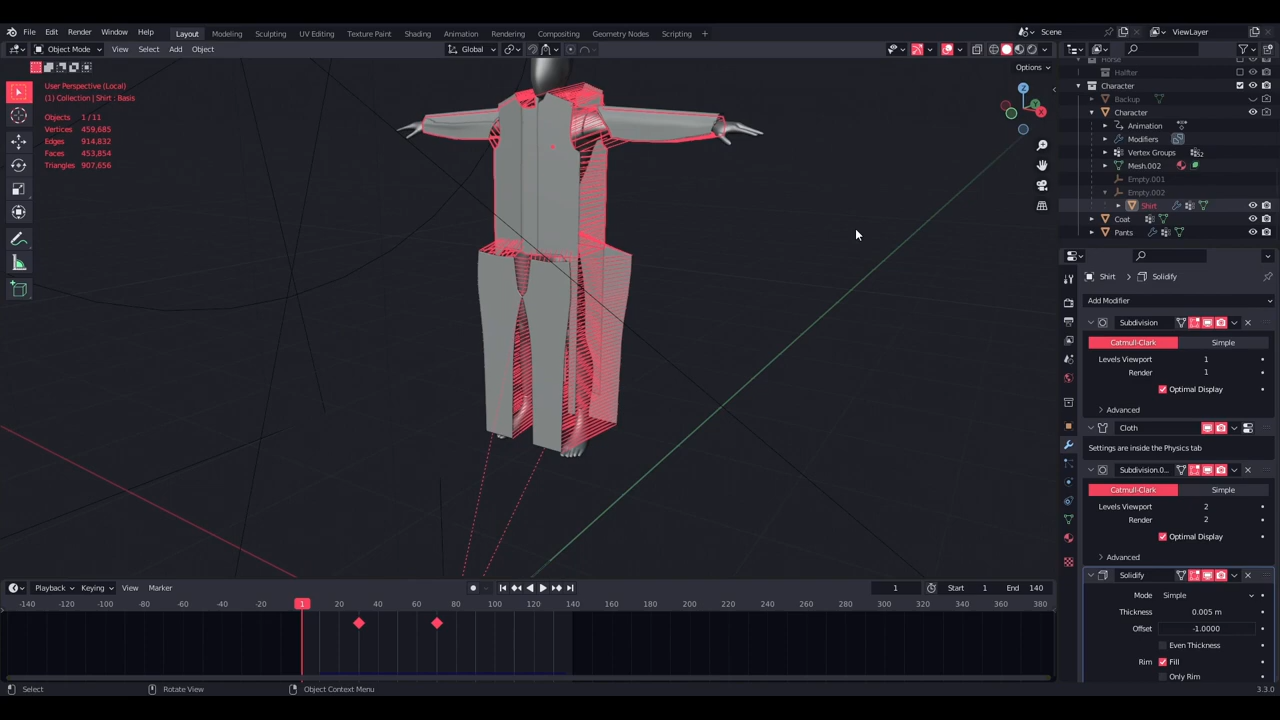 File Edit Render Window Help Layout Modeling Sculpting UV Editing Texture Paint Shading Compositing Animation Rendering Compositing Geometry Nodes Scripting + Scene ViewLayer
Object Mode View Select Add Object Global
Options
User Perspective (Local)
(1) Collection | Shirt : Basis
Objects 1/11
Vertices 459,685
Edges 914,832
Faces 453,854
Triangles 907,656
Z
Y
X
Horse
Halfter
Character
Backup
Character
Animation
Modifiers
Vertex Groups
Mesh.002
Empty.001
Empty.002
Shirt
Coat
Pants
Shirt > Solidify
Add Modifier
Subdivision
Catmull-Clark Simple
Levels Viewport 1
Render 1
Optimal Display
Advanced
Cloth
Settings are inside the Physics tab
Subdivision.0...
Catmull-Clark Simple
Levels Viewport 2
Render 2
Optimal Display
Advanced
Solidify
Mode Simple
Thickness 0.005 m
Offset -1.0000
Even Thickness
Rim Fill
Only Rim
Playback Keying View Marker 1 Start 1 End 140
-140 -120 -100 -80 -60 -40 -20 1 20 40 60 80 100 120 140 160 180 200 220 240 260 280 300 320 340 360 380
Select Rotate View Object Context Menu 3.3.0